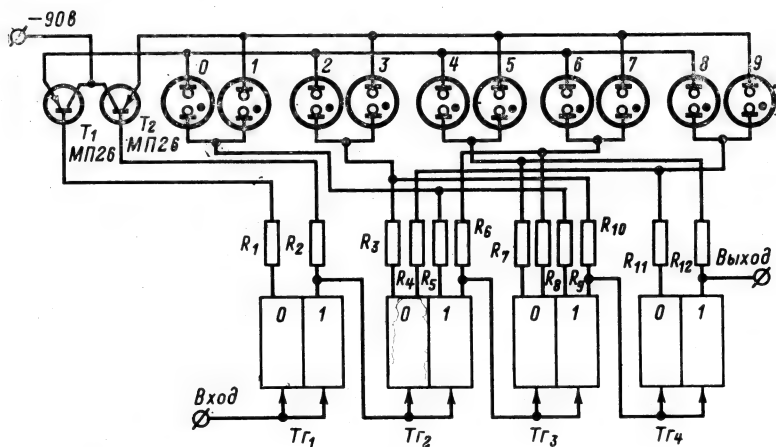 −90в
0 1 2 3 4 5 6 7 8 9
T₁ МП26
T₂ МП26
R₁ R₂ R₃ R₄ R₅ R₆ R₇ R₈ R₉ R₁₀ R₁₁ R₁₂
Выход
0 1 0 1 0 1 0 1
Вход
Тг₁ Тг₂ Тг₃ Тг₄